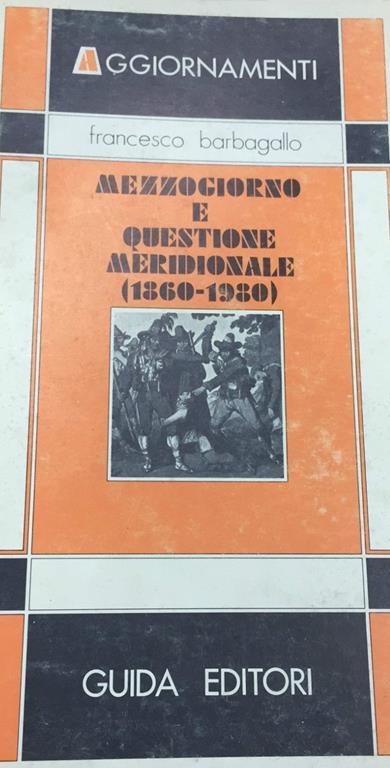 AGGIORNAMENTI
francesco barbagallo
MEZZOGIORNO
E
QUESTIONE
MERIDIONALE
(1860-1980)
GUIDA EDITORI